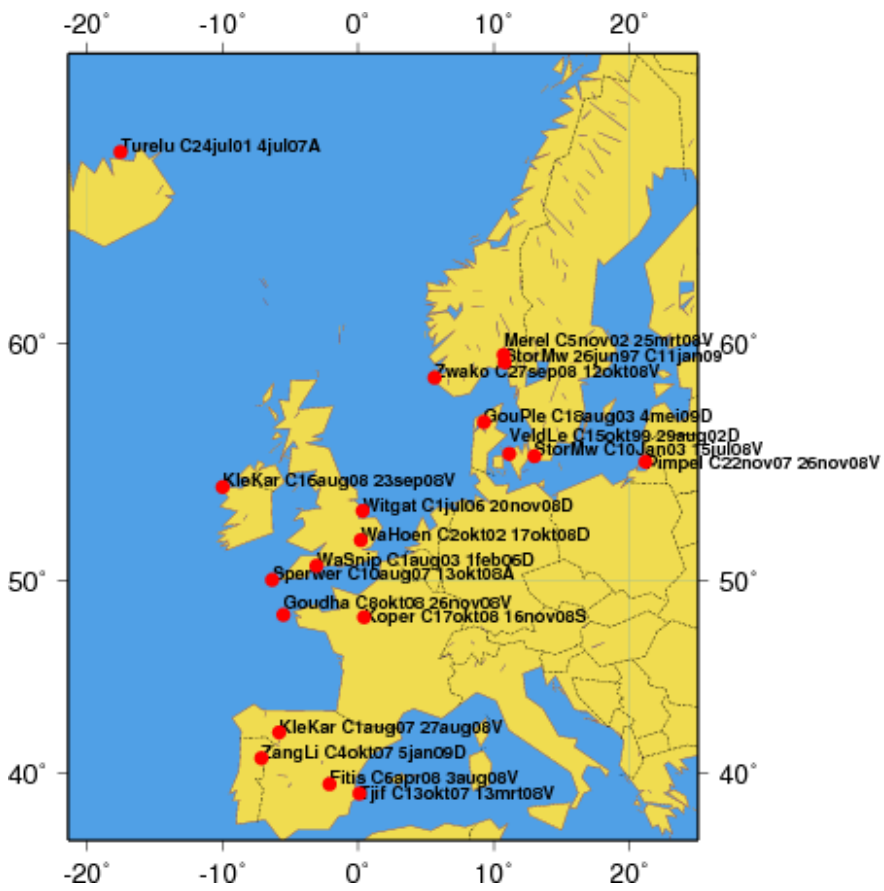 -20° -10° 0° 10° 20°
Turelu C24jul01 4jul07A
60° 60°
Merel C5nov02 25mrt08V
StorMw 26jun97 C11jan09
Zwako C27sep08 12okt08V
GouPle C18aug03 4mei09D
VeldLe C15okt99 29aug02D
StorMw C10Jan03 15jul08V
Pimpel C22nov07 26nov08V
KleKar C16aug08 23sep08V
Witgat C1jul06 20nov08D
WaHoen C2okt02 17okt08D
WaSnip C1aug03 1feb06D
Sperwer C10aug07 13okt08A
50° 50°
Goudha C8okt08 26nov08V
Koper C17okt08 16nov08S
KleKar C1aug07 27aug08V
ZangLi C4okt07 5jan09D
40° 40°
Fitis C6apr08 3aug08V
Tjif C13okt07 13mrt08V
-20° -10° 0° 10° 20°